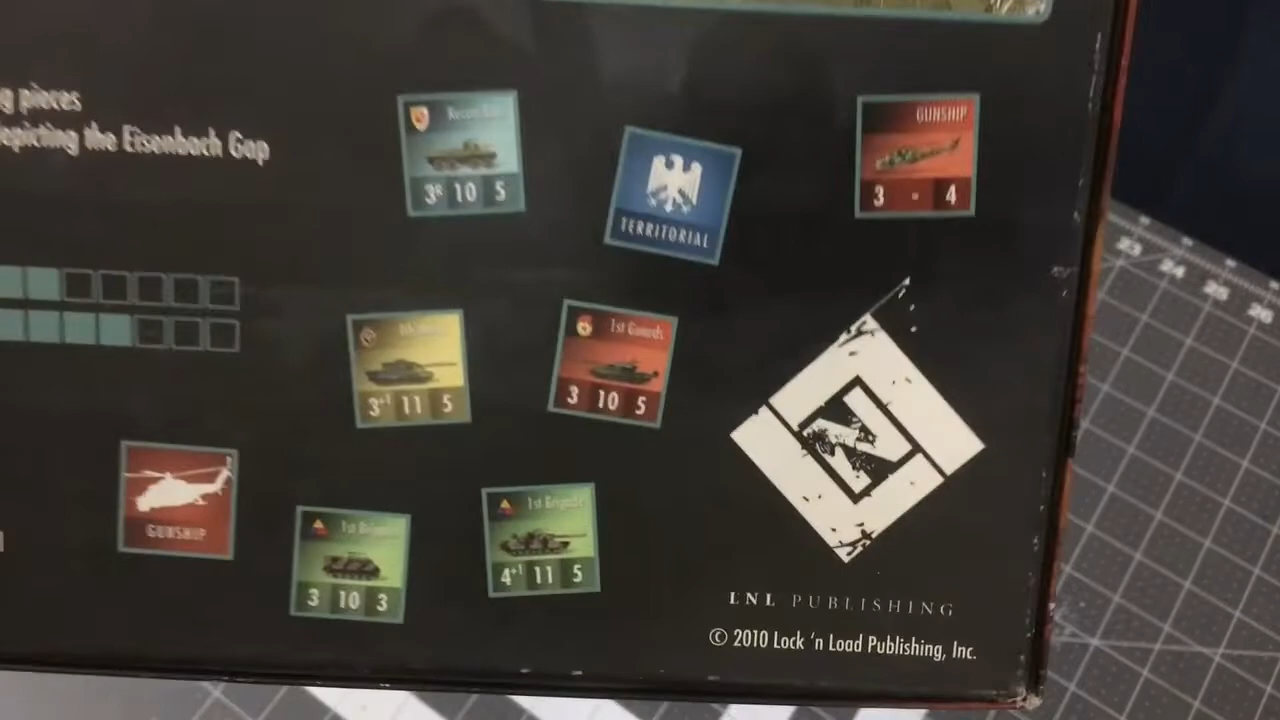 g pieces
epicting the Eisenbach Gap
Recon
3R 10 5
TERRITORIAL
GUNSHIP
3 - 4
3+1 11 5
1st Guards
3 10 5
GUNSHIP
1st
3 10 3
1st Brigade
4+1 11 5
N
LNL PUBLISHING
© 2010 Lock 'n Load Publishing, Inc.
23 24 25 26